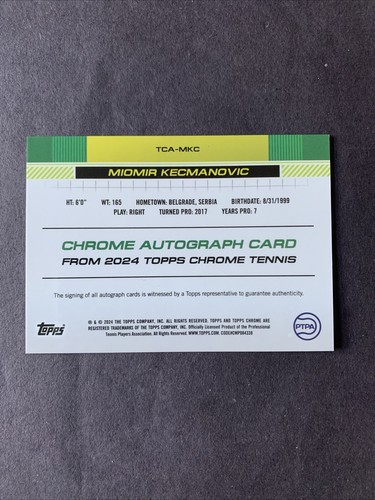 TCA-MKC
MIOMIR KECMANOVIC
HT: 6'0" WT: 165 HOMETOWN: BELGRADE, SERBIA BIRTHDATE: 8/31/1999
PLAY: RIGHT TURNED PRO: 2017 YEARS PRO: 7
CHROME AUTOGRAPH CARD
FROM 2024 TOPPS CHROME TENNIS
The signing of all autograph cards is witnessed by a Topps representative to guarantee authenticity.
Topps
® & © 2024 THE TOPPS COMPANY, INC. ALL RIGHTS RESERVED. TOPPS AND TOPPS CHROME ARE
REGISTERED TRADEMARKS OF THE TOPPS COMPANY, INC. Officially Licensed Product of the Professional
Tennis Players Association. All Rights Reserved. WWW.TOPPS.COM.
PTPA